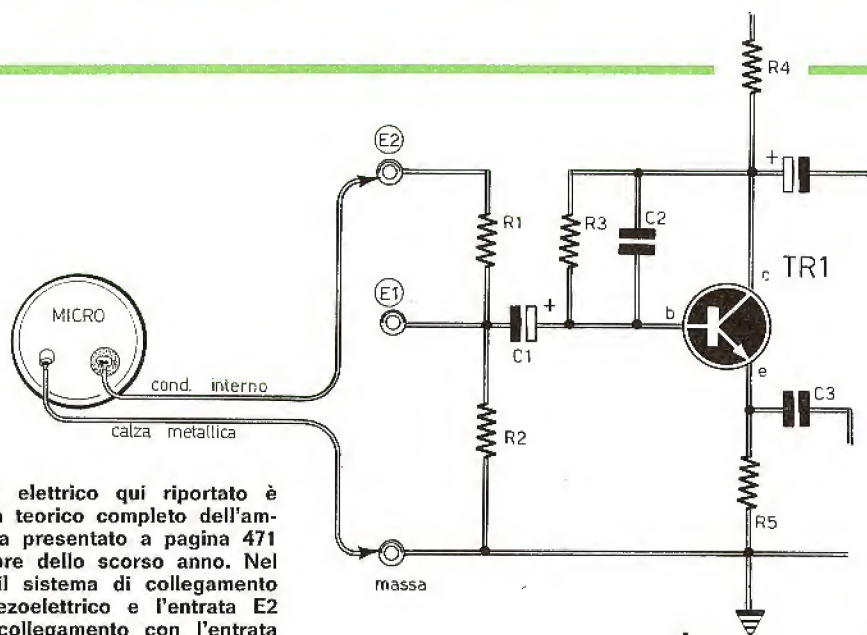 R4
E2
+
R1
R3
C2
TR1
c
E1
+
MICRO
b
C1
cond. interno
e
calza metallica
C3
R2
elettrico qui riportato è
teorico completo dell'am-
presentato a pagina 471
dello scorso anno. Nel
il sistema di collegamento
l'entrata E2
collegamento con l'entrata
R5
massa